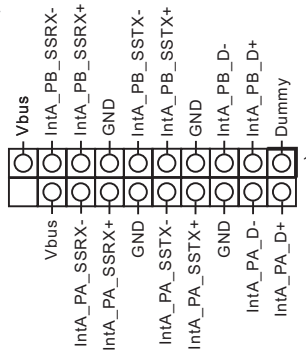 Vbus
IntA_PB_SSRX-
IntA_PB_SSRX+
GND
IntA_PB_SSTX-
IntA_PB_SSTX+
GND
IntA_PB_D-
IntA_PB_D+
Dummy
Vbus
IntA_PA_SSRX-
IntA_PA_SSRX+
GND
IntA_PA_SSTX-
IntA_PA_SSTX+
GND
IntA_PA_D-
IntA_PA_D+